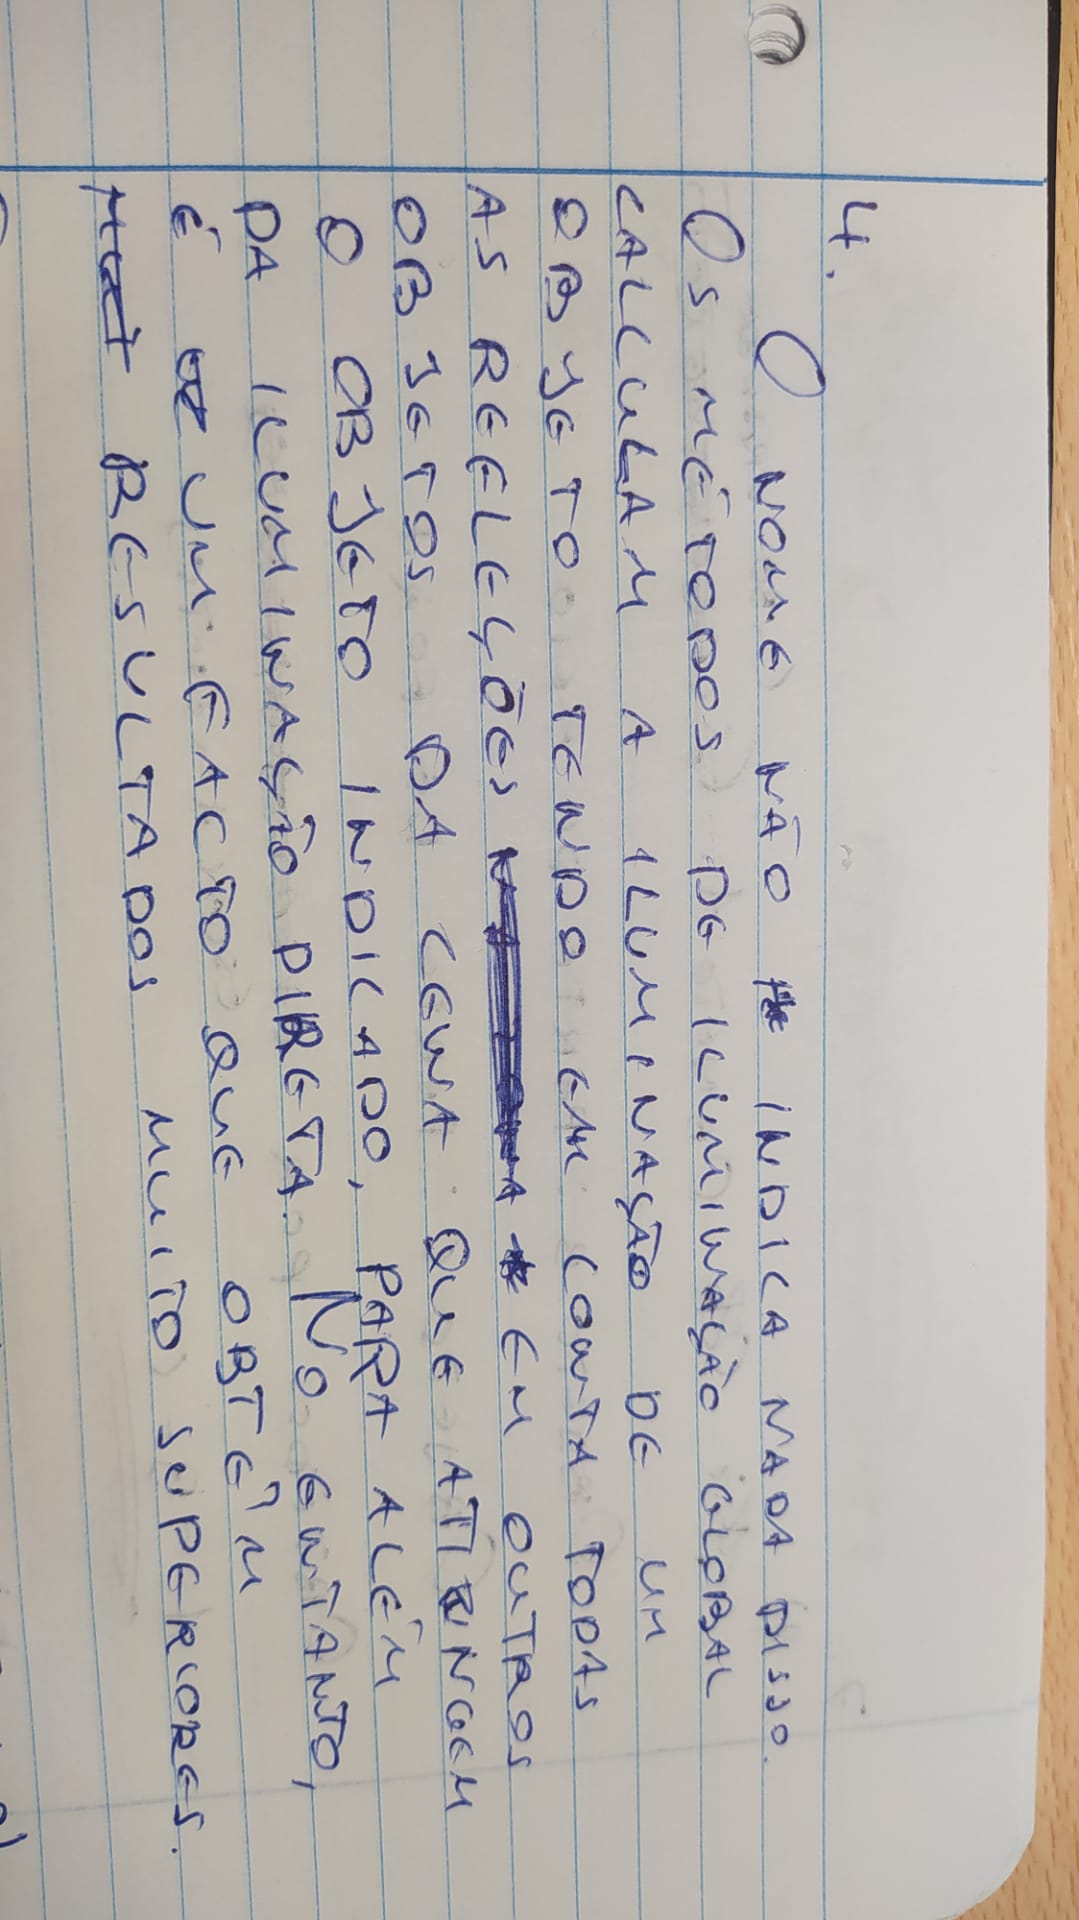 4.
O NOME NÃO INDICA NADA DISSO.
OS MÉTODOS DE ILUMINAÇÃO GLOBAL
CALCULAM A ILUMINAÇÃO DE UM
OBJETO TENDO EM CONTA TODAS
AS REFLEÇÕES EM OUTROS
OBJETOS DA CENA QUE ATINGEM
O OBJETO INDICADO, PARA ALÉM
DA ILUMINAÇÃO DIRETA. NO ENTANTO,
É UM FACTO QUE OBTÊM
RESULTADOS MUITO SUPERIORES.